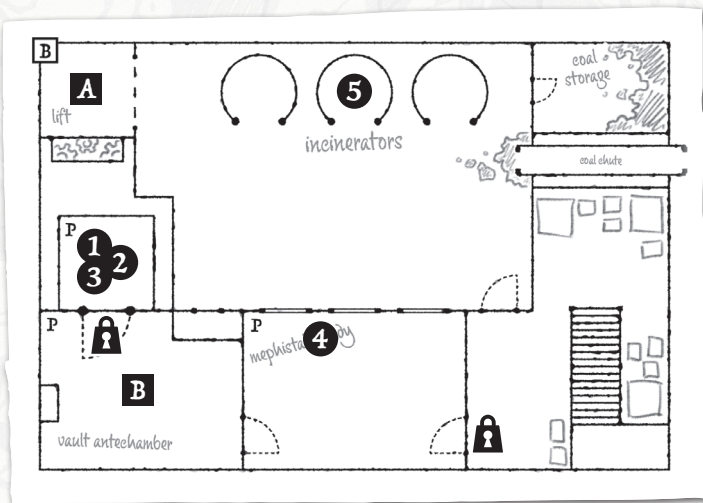 B
A
lift
5
incinerators
coal
storage
coal chute
P
1
2
3
P
P
4
B
vault antechamber